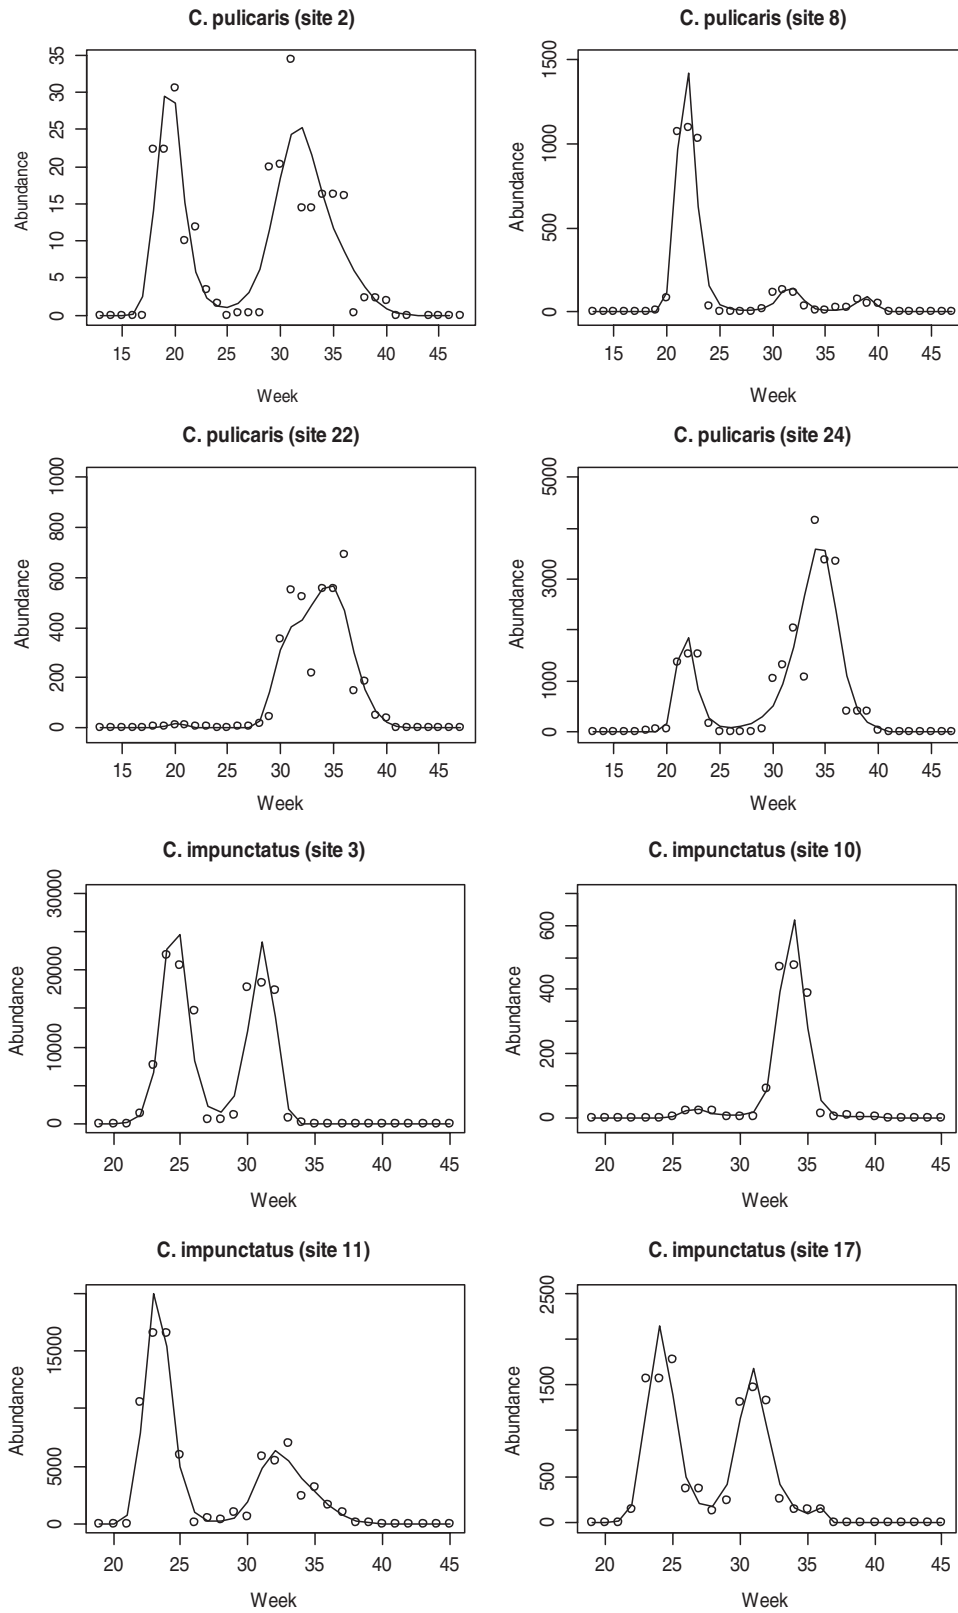 C. pulicaris (site 2)
Abundance
0 5 10 15 20 25 30 35
15 20 25 30 35 40 45
Week
C. pulicaris (site 8)
Abundance
0 500 1000 1500
15 20 25 30 35 40 45
Week
C. pulicaris (site 22)
Abundance
0 200 400 600 800 1000
15 20 25 30 35 40 45
Week
C. pulicaris (site 24)
Abundance
0 1000 3000 5000
15 20 25 30 35 40 45
Week
C. impunctatus (site 3)
Abundance
0 10000 20000 30000
20 25 30 35 40 45
Week
C. impunctatus (site 10)
Abundance
0 200 400 600
20 25 30 35 40 45
Week
C. impunctatus (site 11)
Abundance
0 5000 15000
20 25 30 35 40 45
Week
C. impunctatus (site 17)
Abundance
0 500 1500 2500
20 25 30 35 40 45
Week